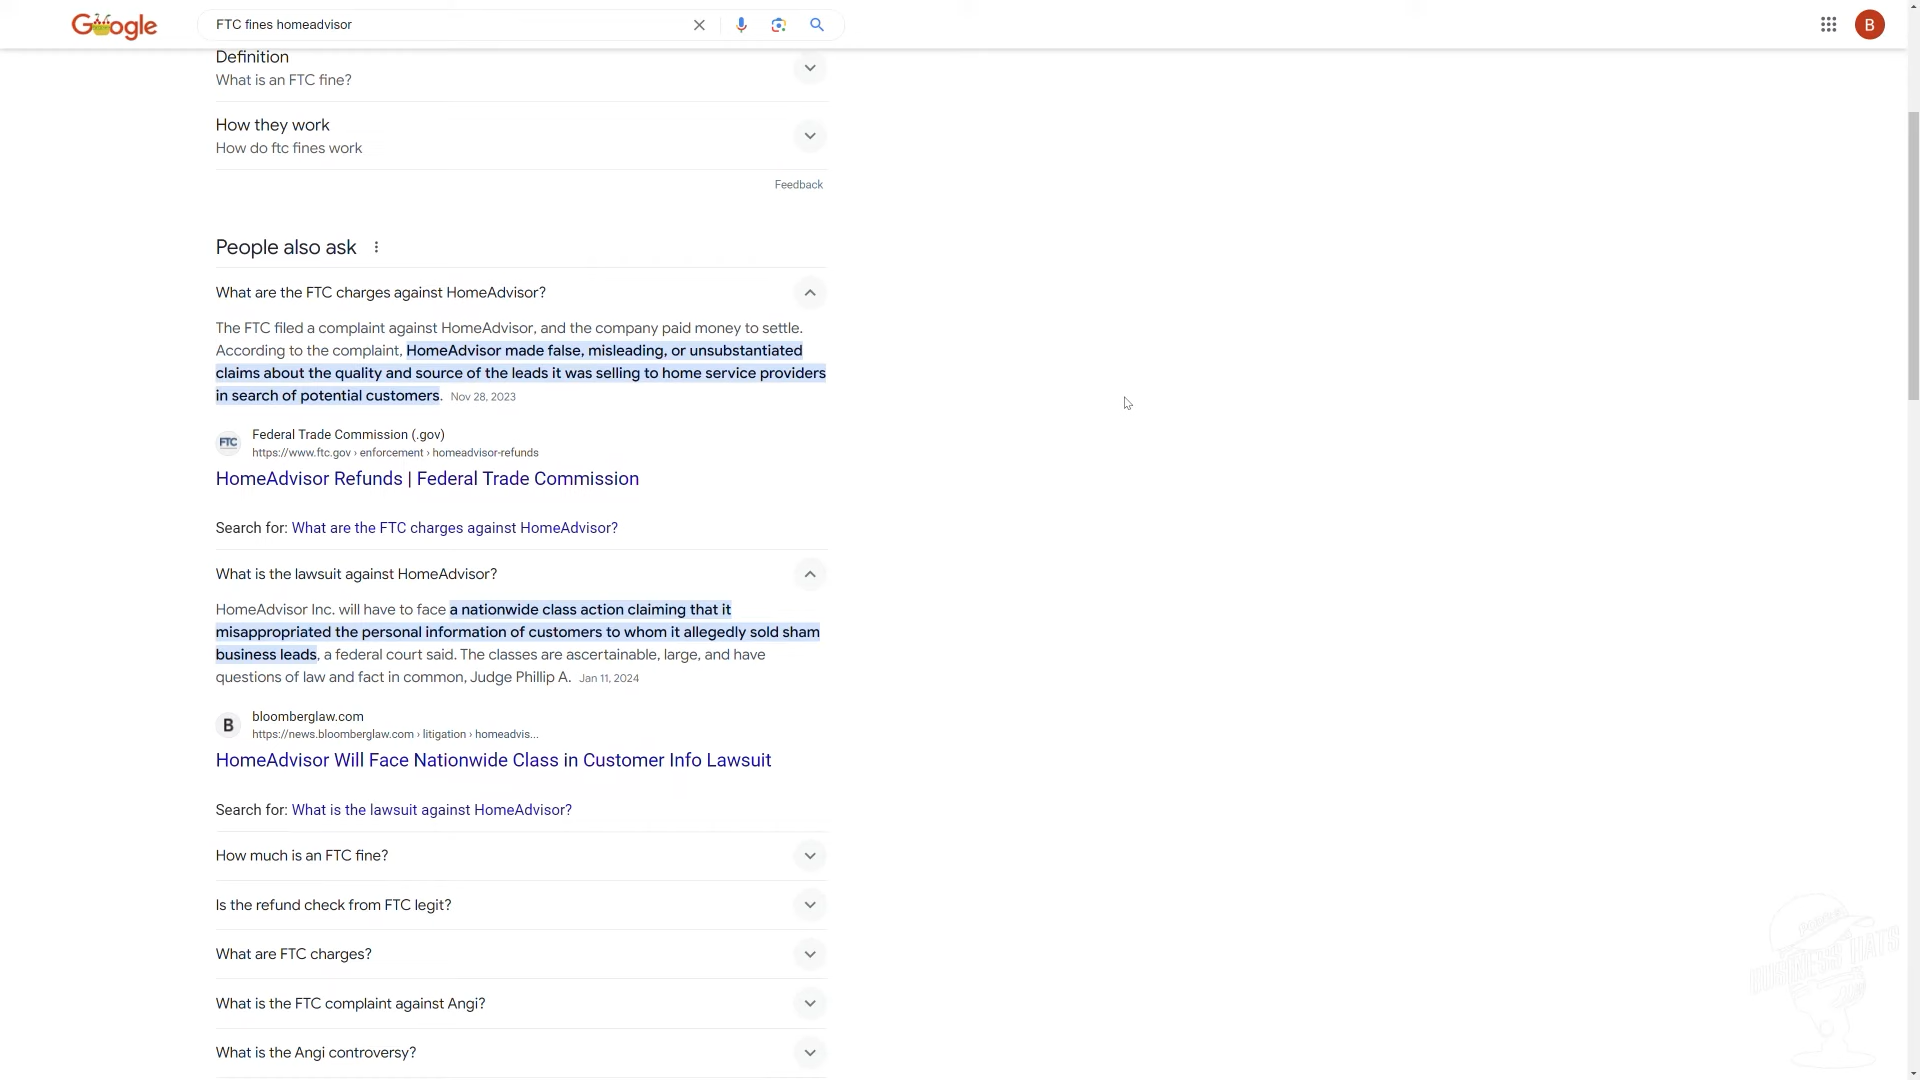 Google
FTC fines homeadvisor
B
Definition
What is an FTC fine?
How they work
How do ftc fines work
Feedback
People also ask
What are the FTC charges against HomeAdvisor?
The FTC filed a complaint against HomeAdvisor, and the company paid money to settle.
According to the complaint, HomeAdvisor made false, misleading, or unsubstantiated
claims about the quality and source of the leads it was selling to home service providers
in search of potential customers. Nov 28, 2023
FTC
Federal Trade Commission (.gov)
https://www.ftc.gov › enforcement › homeadvisor-refunds
HomeAdvisor Refunds | Federal Trade Commission
Search for: What are the FTC charges against HomeAdvisor?
What is the lawsuit against HomeAdvisor?
HomeAdvisor Inc. will have to face a nationwide class action claiming that it
misappropriated the personal information of customers to whom it allegedly sold sham
business leads, a federal court said. The classes are ascertainable, large, and have
questions of law and fact in common, Judge Phillip A. Jan 11, 2024
B
bloomberglaw.com
https://news.bloomberglaw.com › litigation › homeadvis...
HomeAdvisor Will Face Nationwide Class in Customer Info Lawsuit
Search for: What is the lawsuit against HomeAdvisor?
How much is an FTC fine?
Is the refund check from FTC legit?
What are FTC charges?
What is the FTC complaint against Angi?
What is the Angi controversy?
BUSINESS HATS